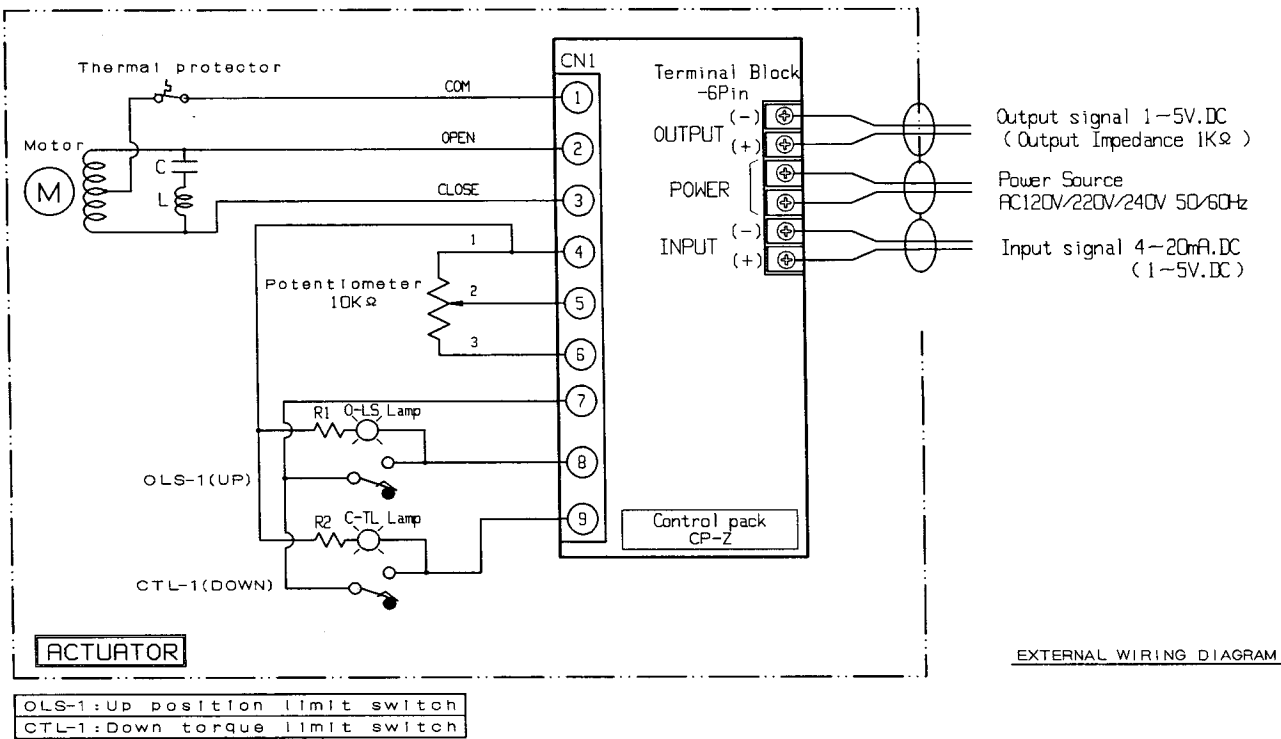 CN1
Thermal protector
COM
1
Terminal Block
-6Pin
OUTPUT
(-)
(+)
Output signal 1~5V.DC
( Output Impedance 1KΩ )
Motor
M
C
L
OPEN
2
CLOSE
3
POWER
Power Source
AC120V/220V/240V 50/60Hz
INPUT
(-)
(+)
Input signal 4~20mA.DC
( 1~5V.DC )
Potentiometer
10KΩ
1
4
2
5
3
6
7
R1
O-LS Lamp
8
OLS-1(UP)
R2
C-TL Lamp
9
CTL-1(DOWN)
Control pack
CP-Z
ACTUATOR
EXTERNAL WIRING DIAGRAM
OLS-1:Up position limit switch
CTL-1:Down torque limit switch